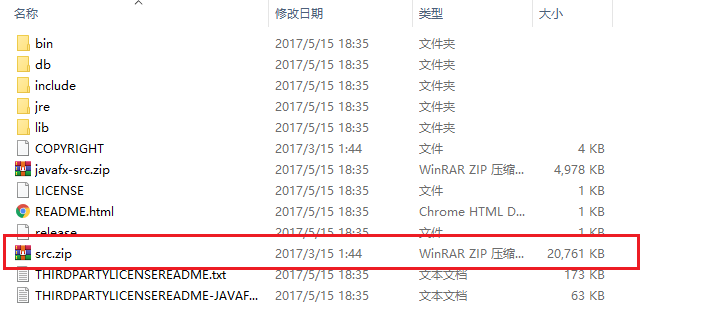 名称 修改日期 类型 大小
bin 2017/5/15 18:35 文件夹
db 2017/5/15 18:35 文件夹
include 2017/5/15 18:35 文件夹
jre 2017/5/15 18:35 文件夹
lib 2017/5/15 18:35 文件夹
COPYRIGHT 2017/3/15 1:44 文件 4 KB
javafx-src.zip 2017/5/15 18:35 WinRAR ZIP 压缩... 4,978 KB
LICENSE 2017/5/15 18:35 文件 1 KB
README.html 2017/5/15 18:35 Chrome HTML D... 1 KB
release 2017/5/15 18:35 文件 1 KB
src.zip 2017/3/15 1:44 WinRAR ZIP 压缩... 20,761 KB
THIRDPARTYLICENSEREADME.txt 2017/5/15 18:35 文本文档 173 KB
THIRDPARTYLICENSEREADME-JAVAF... 2017/5/15 18:35 文本文档 63 KB